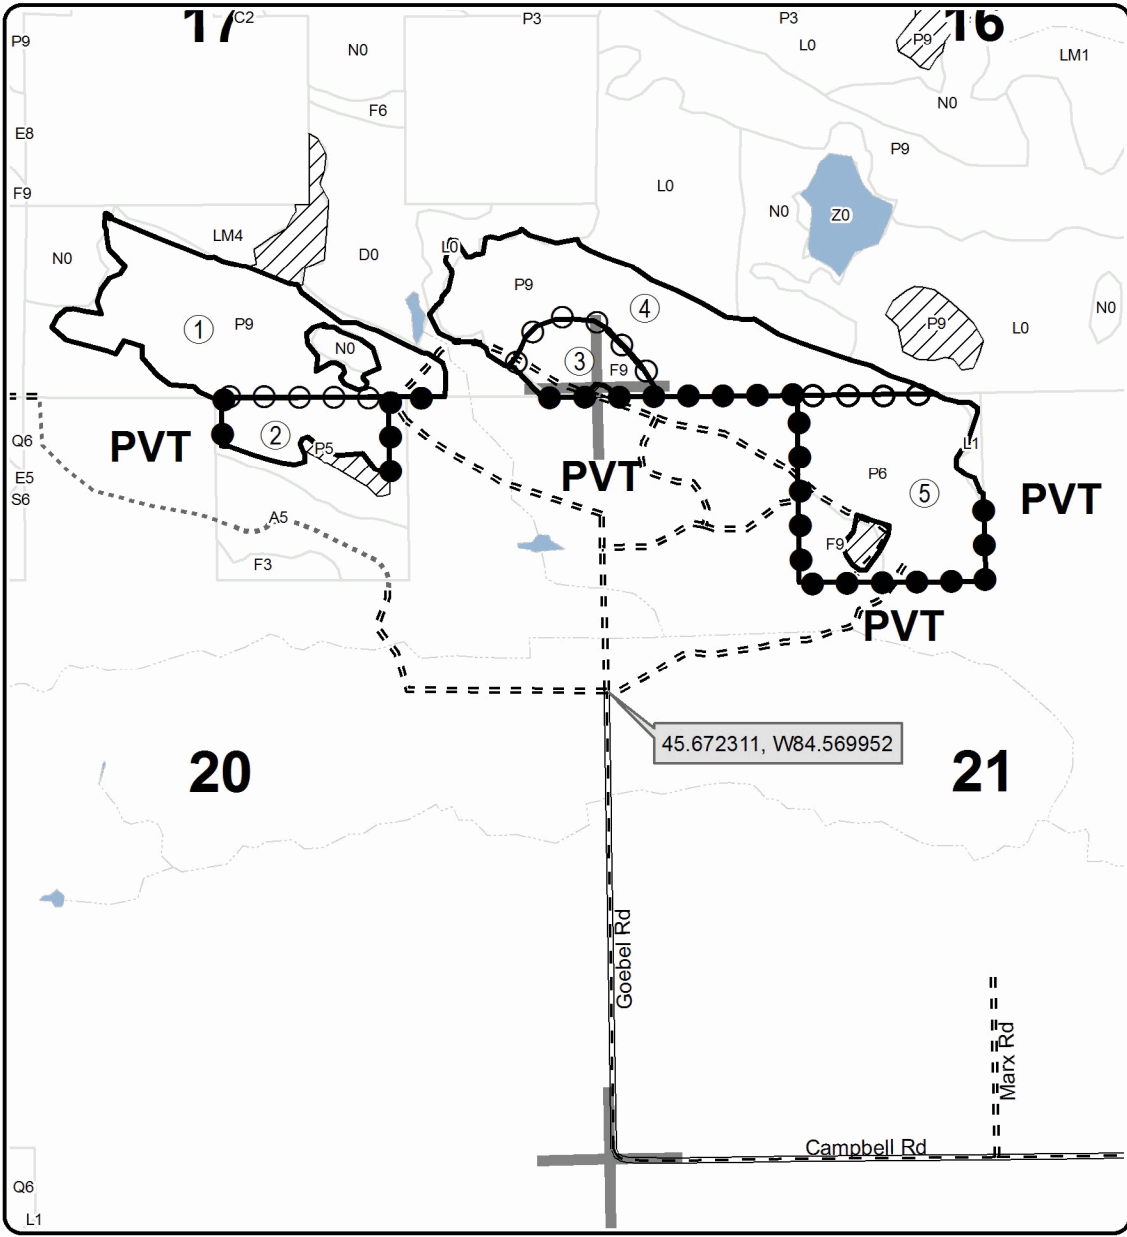 17
C2
P3
P3
16
P9
N0
L0
P9
LM1
F6
N0
E8
P9
F9
L0
N0
Z0
LM4
N0
D0
L0
P9
4
N0
1
P9
P9
L0
N0
3
F9
2
P5
Q6
PVT
L1
PVT
P6
E5
S6
5
PVT
A5
F9
F3
PVT
45.672311, W84.569952
20
21
Goebel Rd
Marx Rd
Campbell Rd
Q6
L1